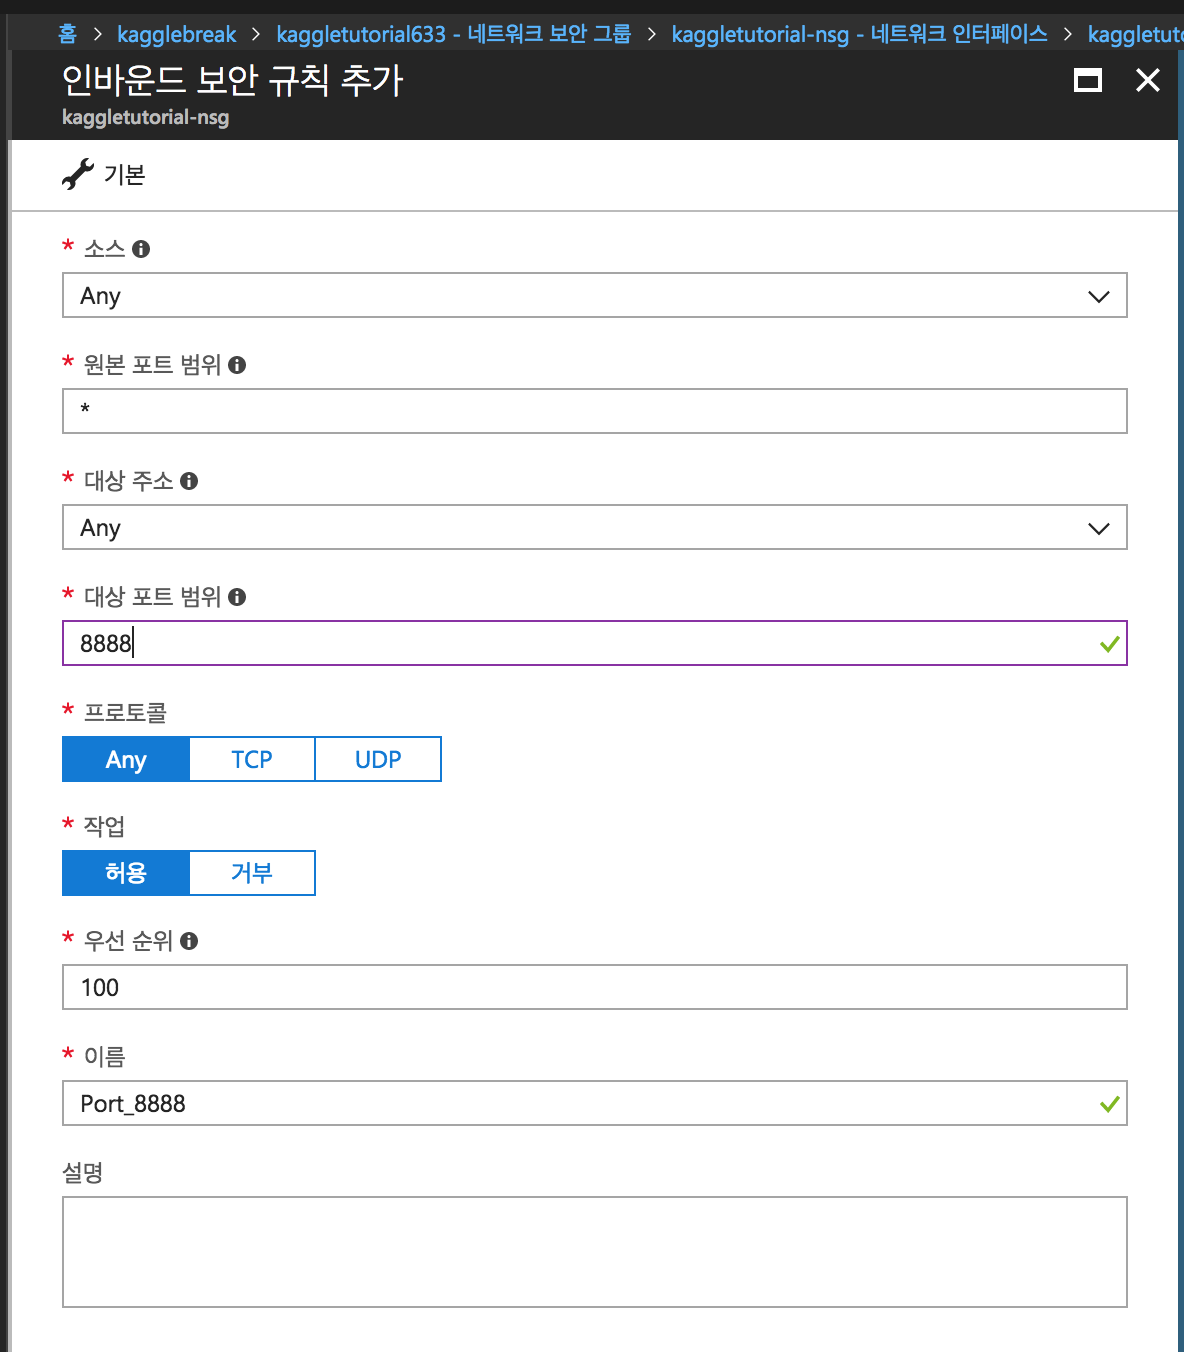 홈 > kagglebreak > kaggletutorial633 - 네트워크 보안 그룹 > kaggletutorial-nsg - 네트워크 인터페이스 > kaggletuto
인바운드 보안 규칙 추가
kaggletutorial-nsg
기본
* 소스
Any
* 원본 포트 범위
*
* 대상 주소
Any
* 대상 포트 범위
8888
* 프로토콜
Any TCP UDP
* 작업
허용 거부
* 우선 순위
100
* 이름
Port_8888
설명